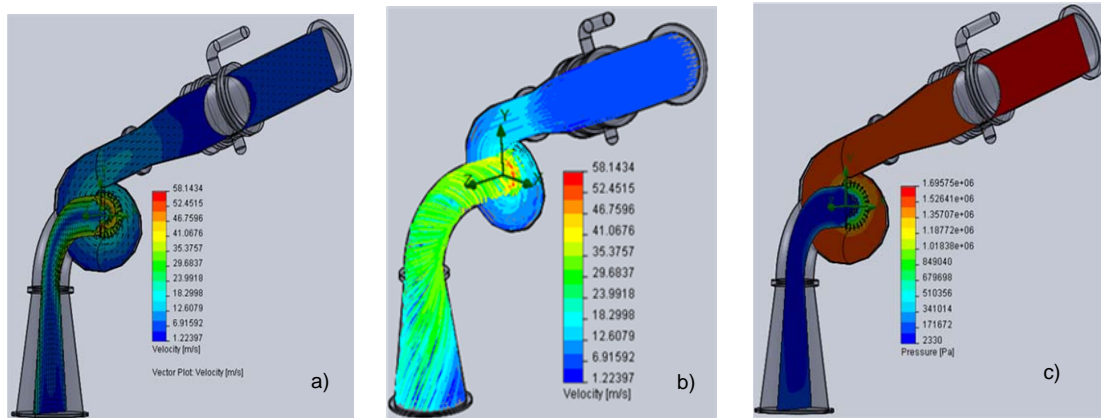 58.1434
52.4515
46.7596
41.0676
35.3757
29.6837
23.9918
18.2998
12.6079
6.91592
1.22397
Velocity [m/s]
Vector Plot: Velocity [m/s]
a)
Y
Z
X
58.1434
52.4515
46.7596
41.0676
35.3757
29.6837
23.9918
18.2998
12.6079
6.91592
1.22397
Velocity [m/s]
b)
1.69575e+06
1.52641e+06
1.35707e+06
1.18772e+06
1.01838e+06
849040
679698
510356
341014
171672
2330
Pressure [Pa]
c)